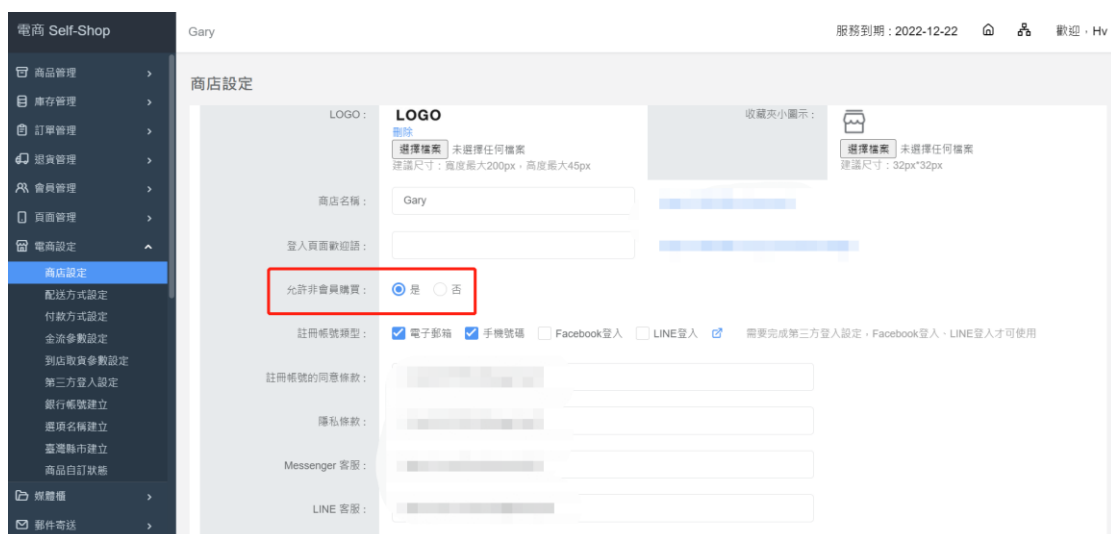 電商 Self-Shop
Gary
服務到期：2022-12-22
歡迎，Hv
商品管理
庫存管理
訂單管理
退貨管理
會員管理
頁面管理
電商設定
商店設定
配送方式設定
付款方式設定
金流參數設定
到店取貨參數設定
第三方登入設定
銀行帳號建立
選項名稱建立
臺灣縣市建立
商品自訂狀態
媒體櫃
郵件寄送
商店設定
LOGO：
LOGO
刪除
選擇檔案 未選擇任何檔案
建議尺寸：寬度最大200px，高度最大45px
收藏夾小圖示：
選擇檔案 未選擇任何檔案
建議尺寸：32px*32px
商店名稱：
Gary
登入頁面歡迎語：
允許非會員購買： 是 否
註冊帳號類型： 電子郵箱 手機號碼 Facebook登入 LINE登入 需要完成第三方登入設定，Facebook登入、LINE登入才可使用
註冊帳號的同意條款：
隱私條款：
Messenger 客服：
LINE 客服：